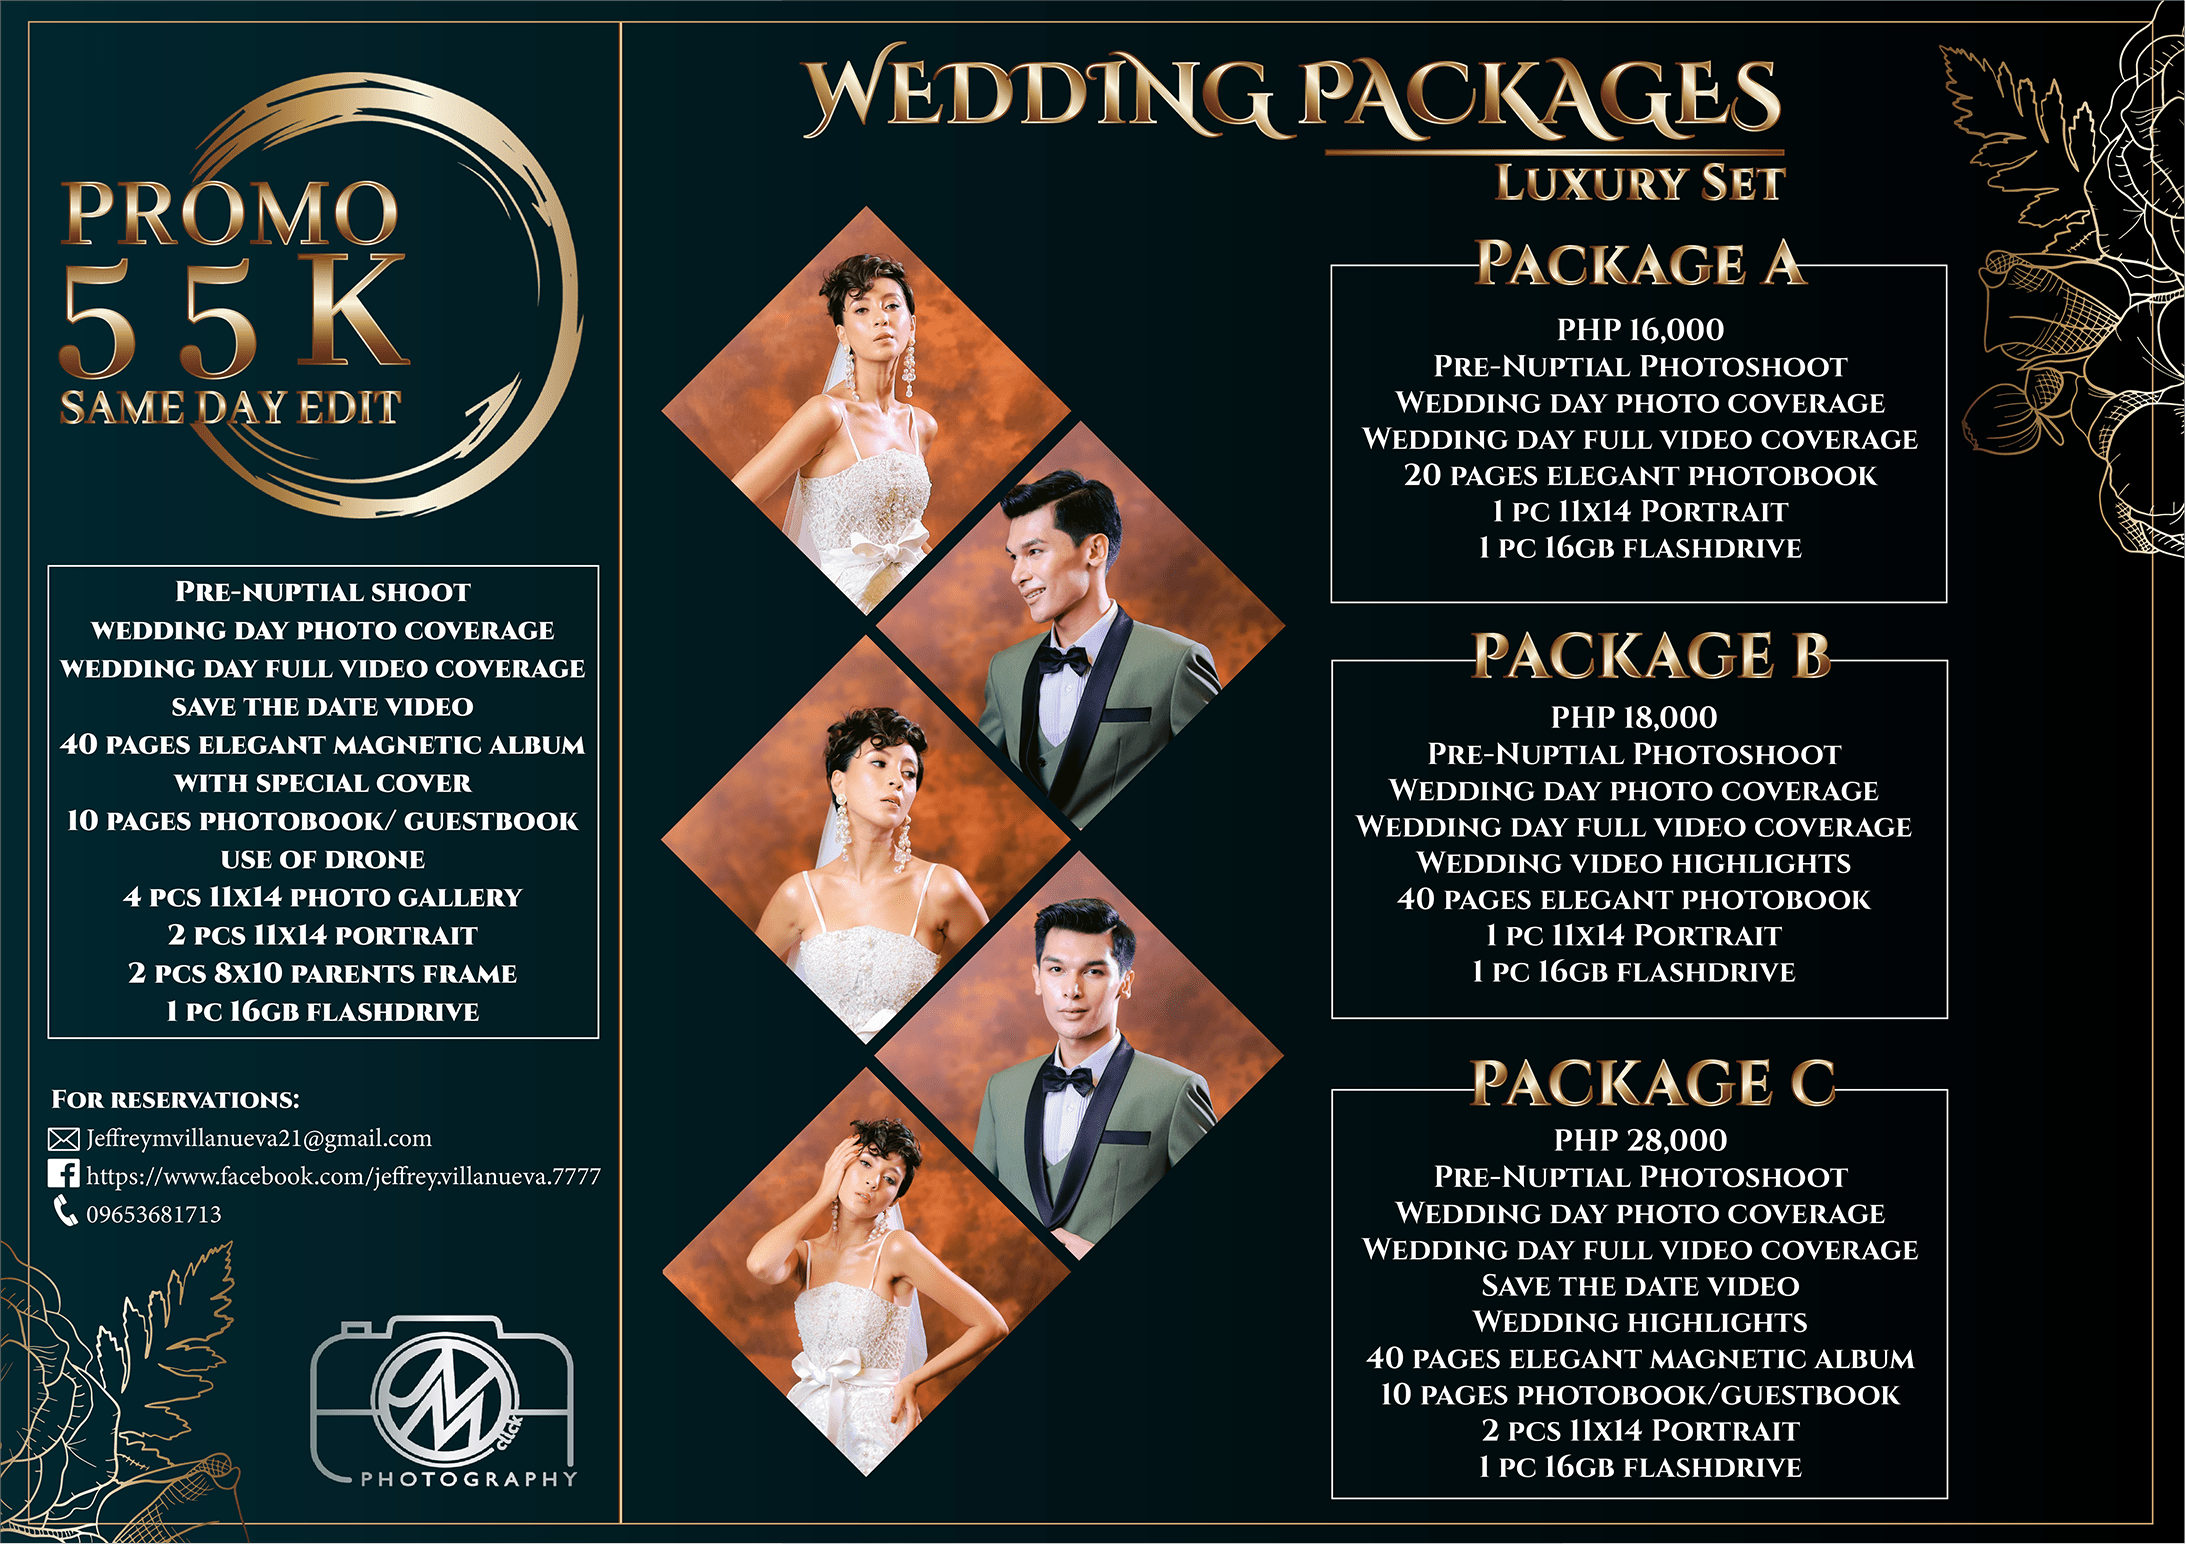 PROMO
55K
SAME DAY EDIT
Pre-nuptial shoot
wedding day photo coverage
wedding day full video coverage
save the date video
40 pages elegant magnetic album
with special cover
10 pages photobook/ guestbook
use of drone
4 pcs 11x14 photo gallery
2 pcs 11x14 portrait
2 pcs 8x10 parents frame
1 pc 16gb flashdrive
For reservations:
Jeffreymvillanueva21@gmail.com
https://www.facebook.com/jeffrey.villanueva.7777
09653681713
JMM
click
PHOTOGRAPHY
Wedding Packages
Luxury Set
Package A
PHP 16,000
Pre-Nuptial Photoshoot
Wedding day photo coverage
Wedding day full video coverage
20 pages elegant photobook
1 pc 11x14 Portrait
1 pc 16gb flashdrive
Package B
PHP 18,000
Pre-Nuptial Photoshoot
Wedding day photo coverage
Wedding day full video coverage
Wedding video highlights
40 pages elegant photobook
1 pc 11x14 Portrait
1 pc 16gb flashdrive
Package C
PHP 28,000
Pre-Nuptial Photoshoot
Wedding day photo coverage
Wedding day full video coverage
Save the date video
Wedding highlights
40 pages elegant magnetic album
10 pages photobook/guestbook
2 pcs 11x14 Portrait
1 pc 16gb flashdrive